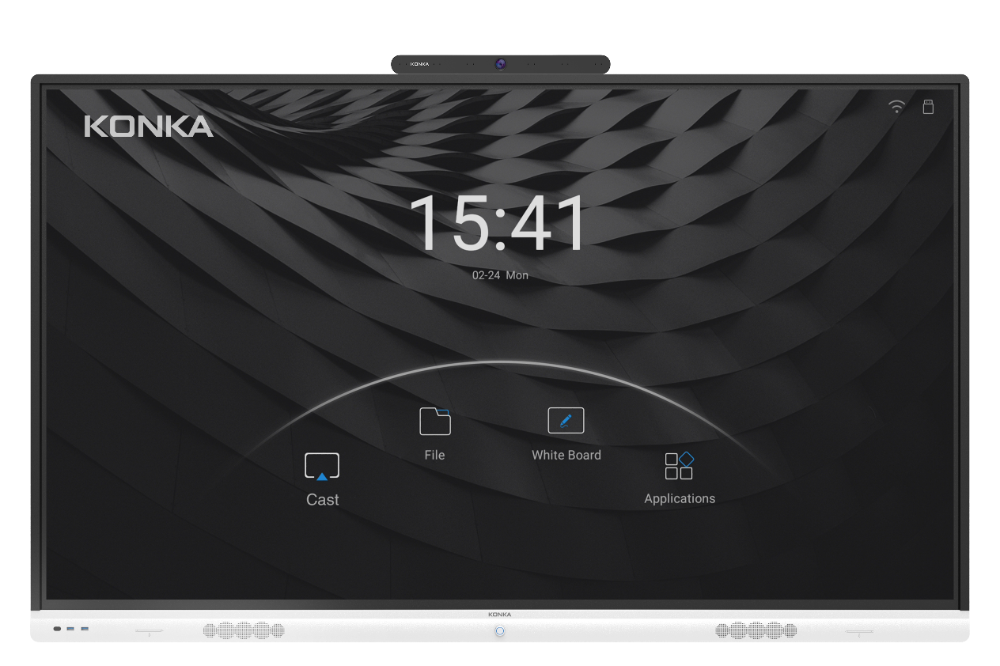 KONKA
KONKA
15:41
02-24 Mon
File
White Board
Cast
Applications
KONKA